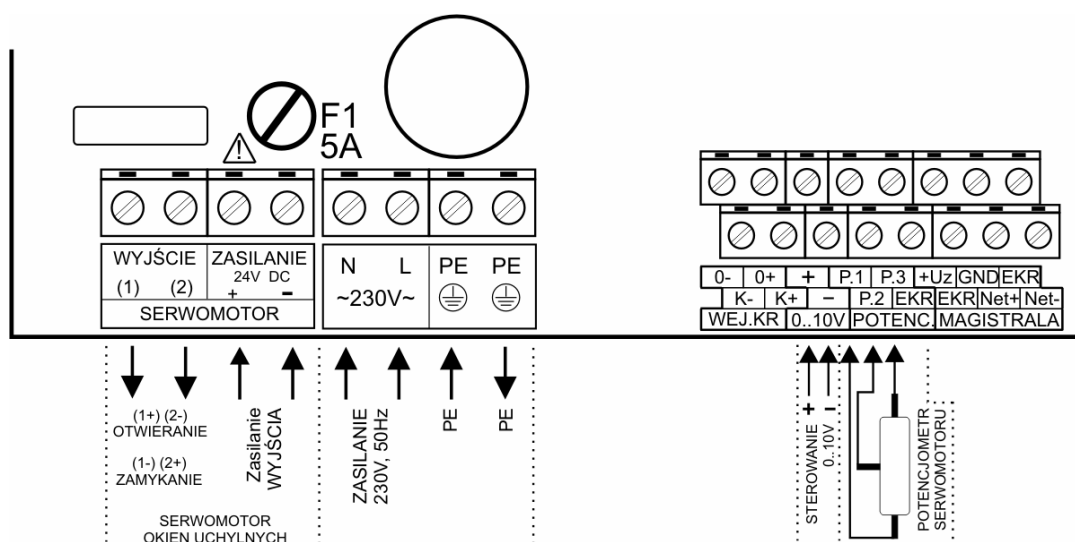 F1
5A
WYJŚCIE ZASILANIE
24V DC
(1) (2) + -
SERWOMOTOR
N L PE PE
~230V~
0- 0+ + P.1 P.3 +Uz GND EKR
K- K+ - P.2 EKR EKR Net+ Net-
WEJ.KR 0..10V POTENC. MAGISTRALA
(1+) (2-)
OTWIERANIE
(1-) (2+)
ZAMYKANIE
SERWOMOTOR
OKIEN UCHYLNYCH
Zasilanie
WYJŚCIA
ZASILANIE
230V, 50Hz
PE
PE
STEROWANIE + -
0..10V
POTENCJOMETR
SERWOMOTORU